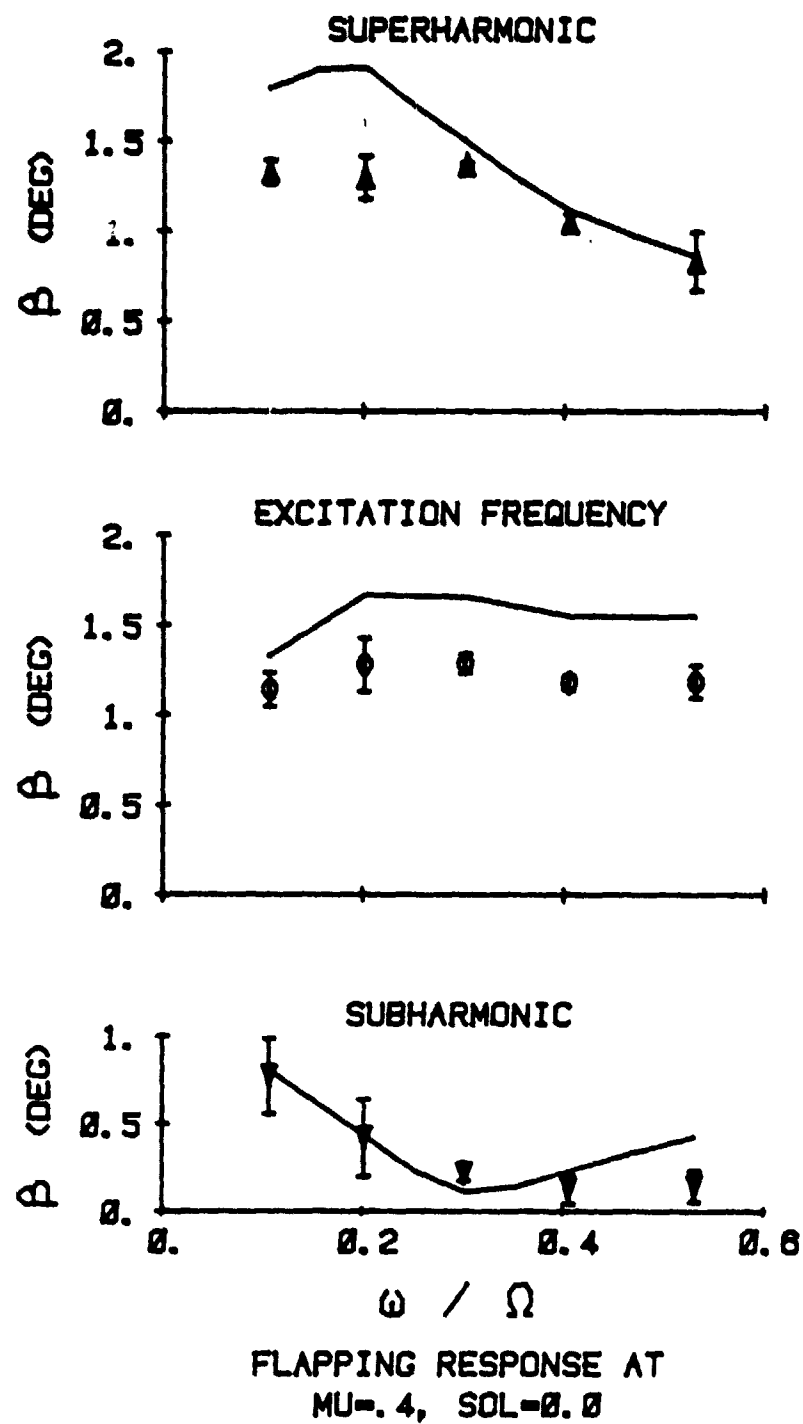 SUPERHARMONIC
2.
1.5
1.
0.5
0.
β (DEG)
EXCITATION FREQUENCY
2.
1.5
1.
0.5
0.
β (DEG)
SUBHARMONIC
1.
0.5
0.
β (DEG)
0. 0.2 0.4 0.6
ω / Ω
FLAPPING RESPONSE AT
MU=.4, SOL=0.0